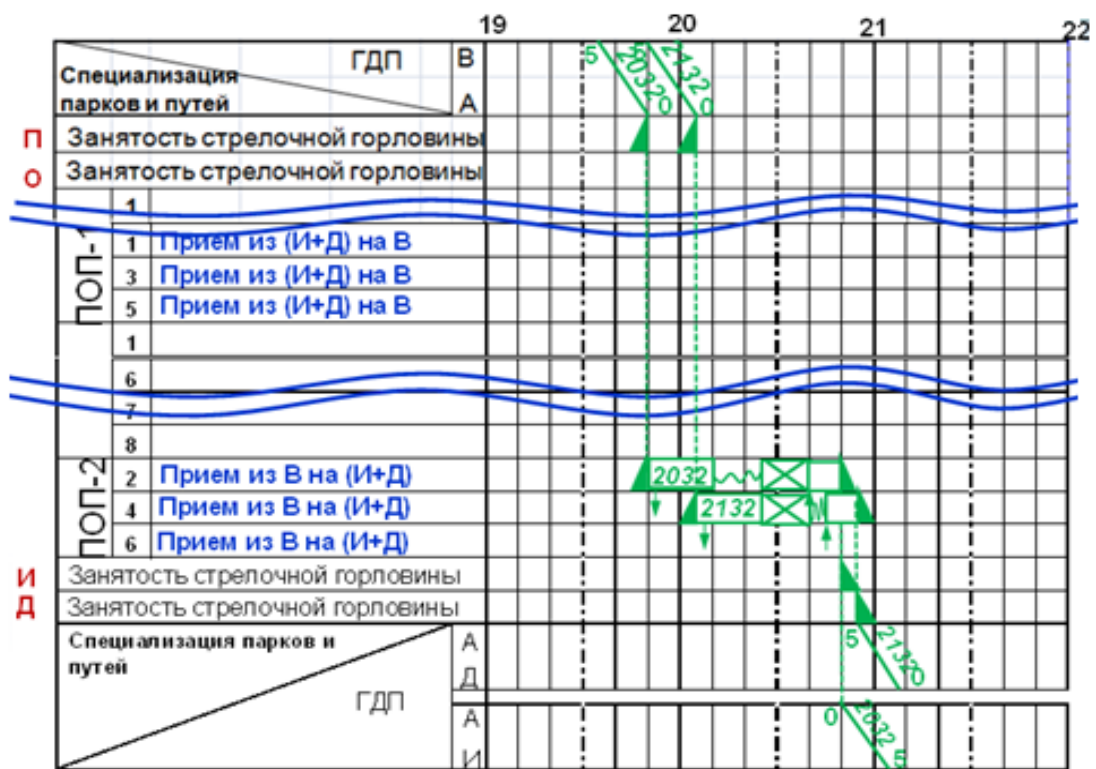 19 20 21 22
ГДП В
Специализация
парков и путей А
5 2032 0
5 2132 0
П Занятость стрелочной горловины
О Занятость стрелочной горловины
1
ПОП-1
1 Прием из (И+Д) на В
3 Прием из (И+Д) на В
5 Прием из (И+Д) на В
1
6
7
8
ПОП-2
2 Прием из В на (И+Д) 2032
4 Прием из В на (И+Д) 2132
6 Прием из В на (И+Д)
И Занятость стрелочной горловины
Д Занятость стрелочной горловины
Специализация парков и А
путей
5 2132 0
Д
ГДП
А
0 2032 5
И